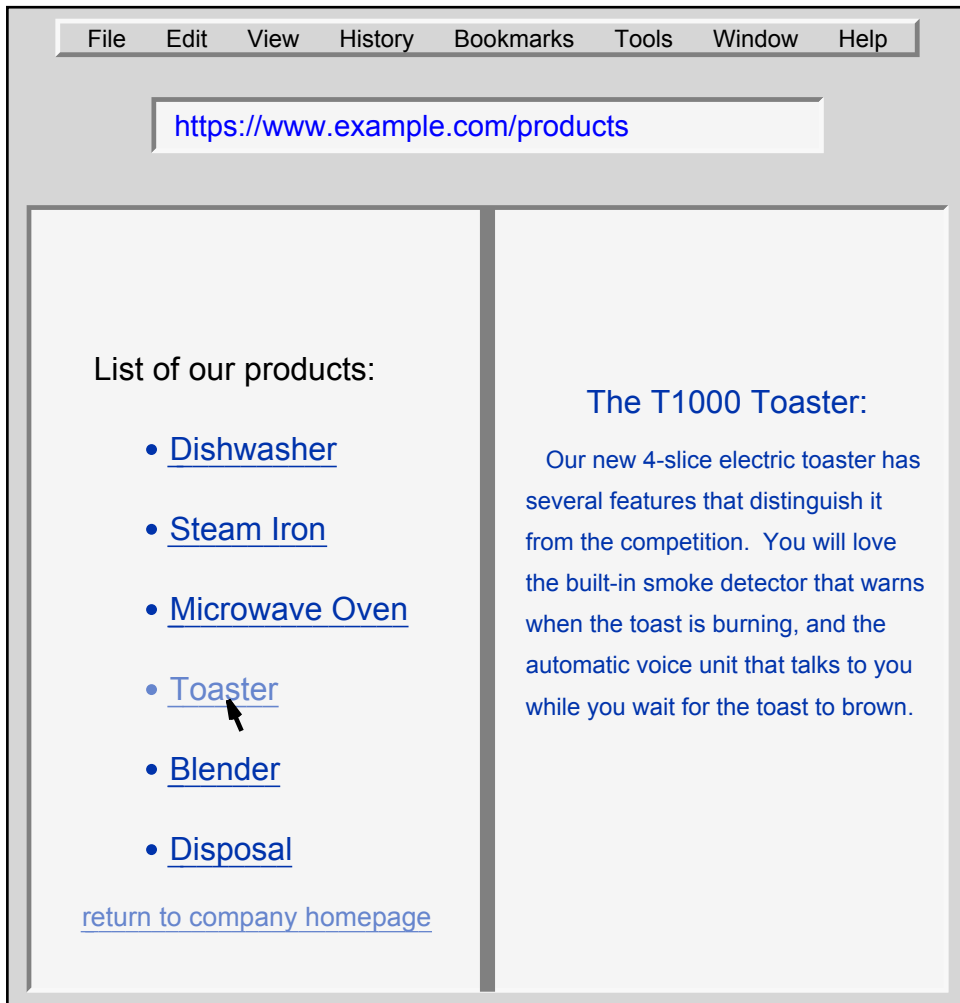 File Edit View History Bookmarks Tools Window Help
https://www.example.com/products
List of our products:
• Dishwasher
• Steam Iron
• Microwave Oven
• Toaster
• Blender
• Disposal
return to company homepage
The T1000 Toaster:
Our new 4-slice electric toaster has
several features that distinguish it
from the competition.  You will love
the built-in smoke detector that warns
when the toast is burning, and the
automatic voice unit that talks to you
while you wait for the toast to brown.